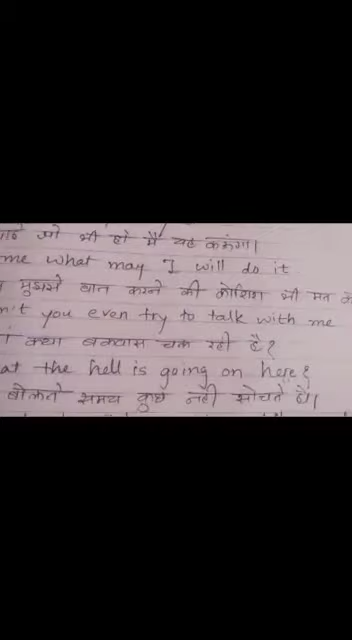 चाहे जो भी हो मैं यह करूंगा।
me what may I will do it
मुझसे बात करने की कोशिश भी मत
n't you even try to talk with me
क्या बकवास चल रही है?
at the hell is going on here?
बोलते समय कुछ नही सोचते है।